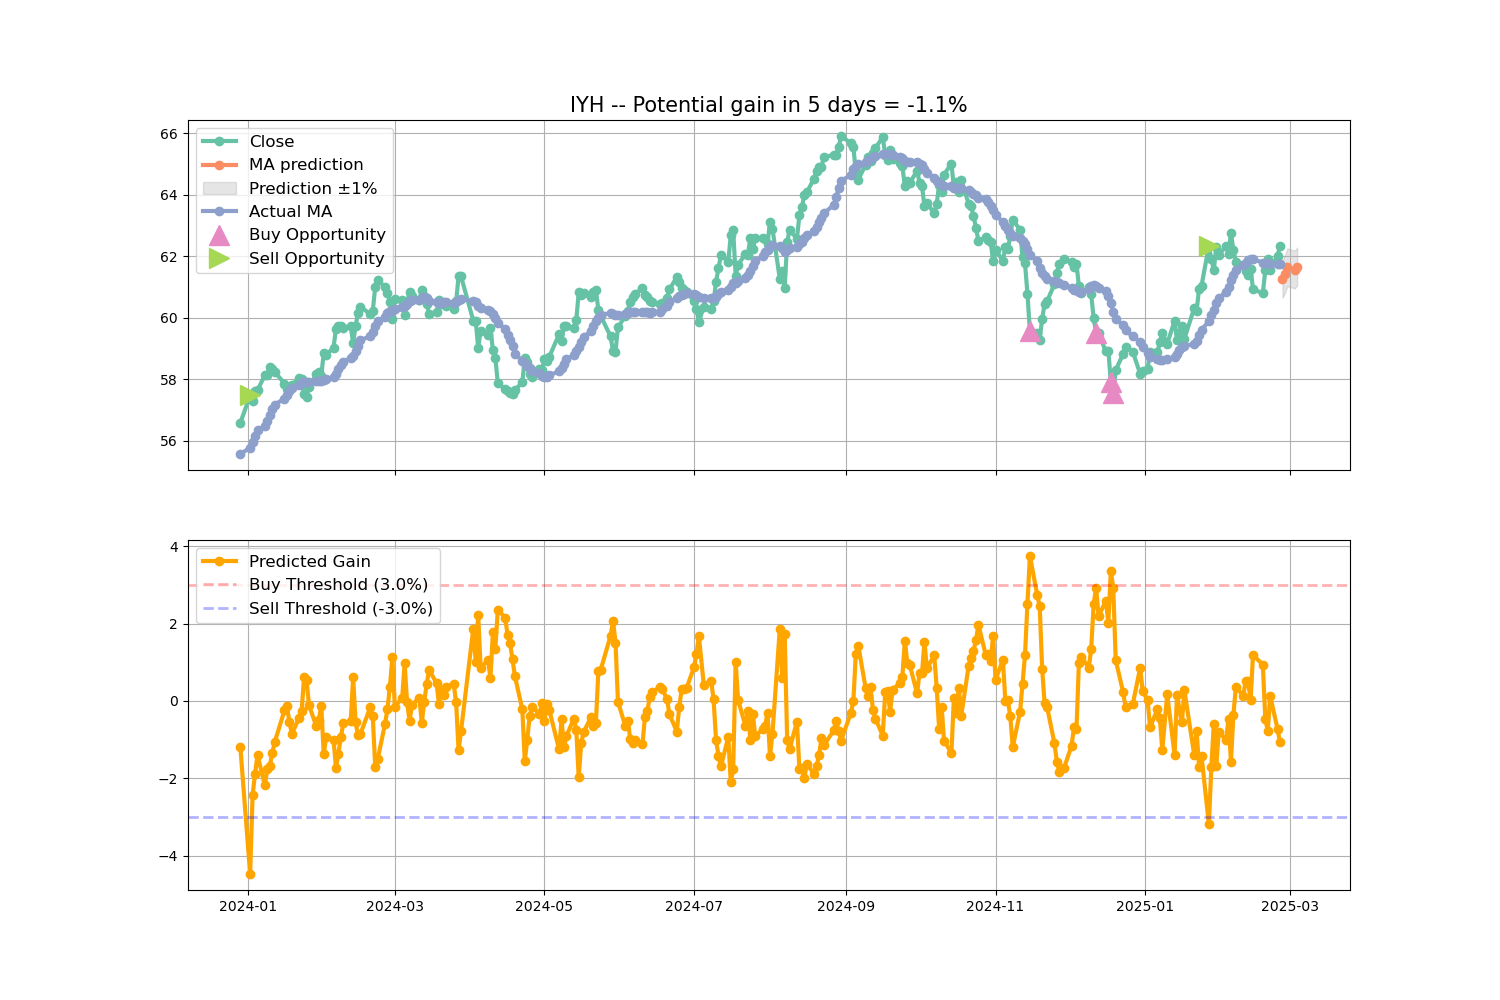 IYH -- Potential gain in 5 days = -1.1%
66
64
62
60
58
56
Close
MA prediction
Prediction ±1%
Actual MA
Buy Opportunity
Sell Opportunity
4
2
0
−2
−4
Predicted Gain
Buy Threshold (3.0%)
Sell Threshold (-3.0%)
2024-01 2024-03 2024-05 2024-07 2024-09 2024-11 2025-01 2025-03